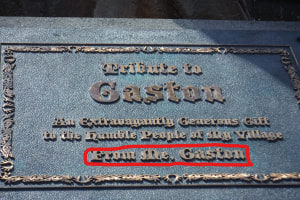 Tribute to
Gaston
An Extravagantly Generous Gift
to the Humble People of My Village
From Me, Gaston